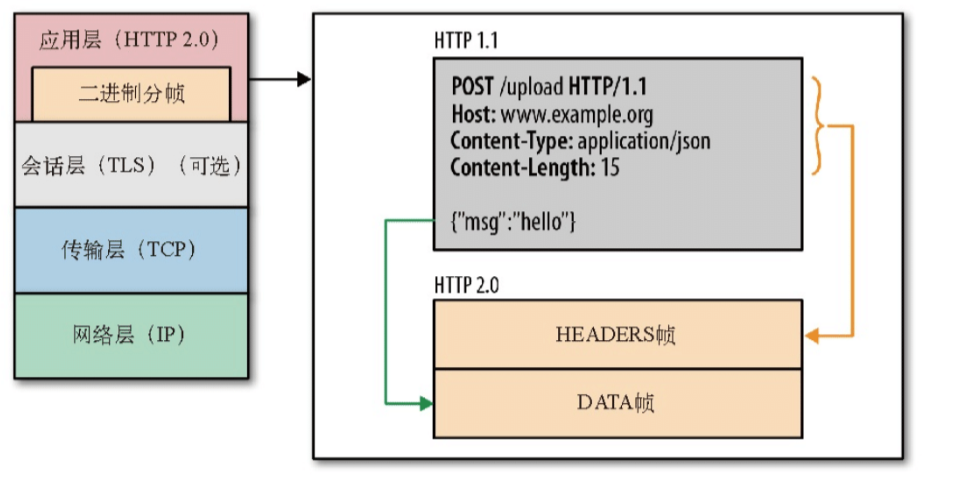 应用层（HTTP 2.0）
二进制分帧
会话层（TLS）（可选）
传输层（TCP）
网络层（IP）
HTTP 1.1
POST /upload HTTP/1.1
Host: www.example.org
Content-Type: application/json
Content-Length: 15
{"msg":"hello"}
HTTP 2.0
HEADERS帧
DATA帧